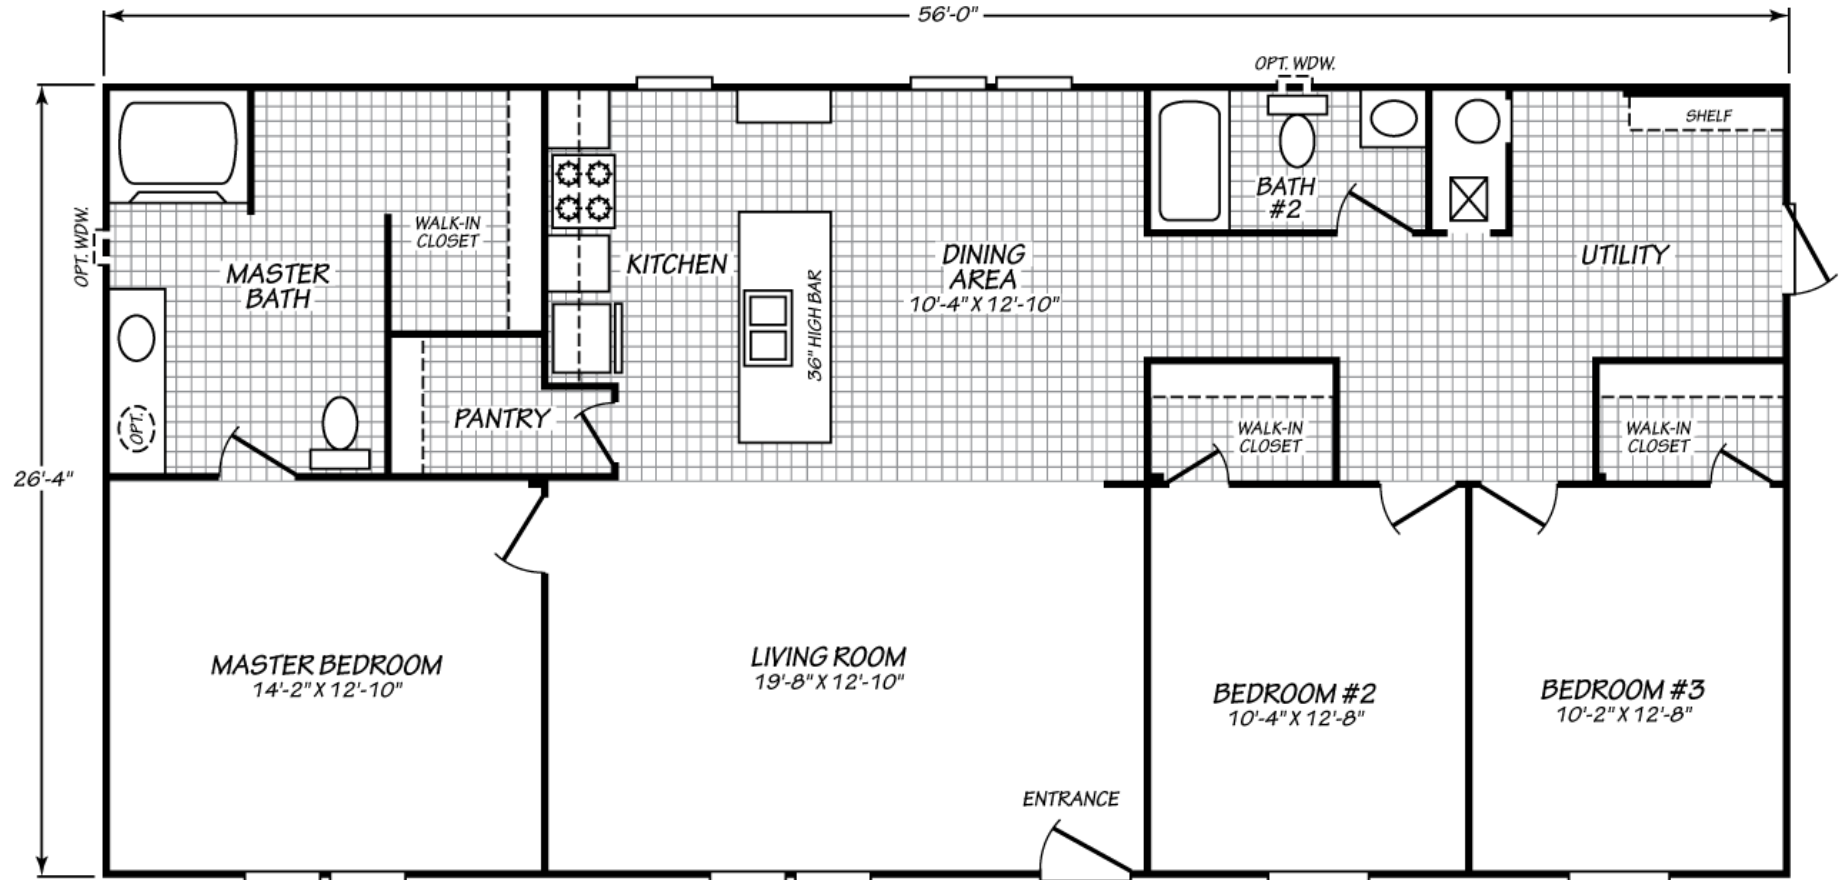 56'-0"
OPT. WDW.
SHELF
BATH
#2
OPT. WDW.
WALK-IN
CLOSET
MASTER
BATH
KITCHEN
DINING
AREA
10'-4" X 12'-10"
UTILITY
36" HIGH BAR
OPT.
PANTRY
WALK-IN
CLOSET
WALK-IN
CLOSET
26'-4"
MASTER BEDROOM
14'-2" X 12'-10"
LIVING ROOM
19'-8" X 12'-10"
BEDROOM #2
10'-4" X 12'-8"
BEDROOM #3
10'-2" X 12'-8"
ENTRANCE